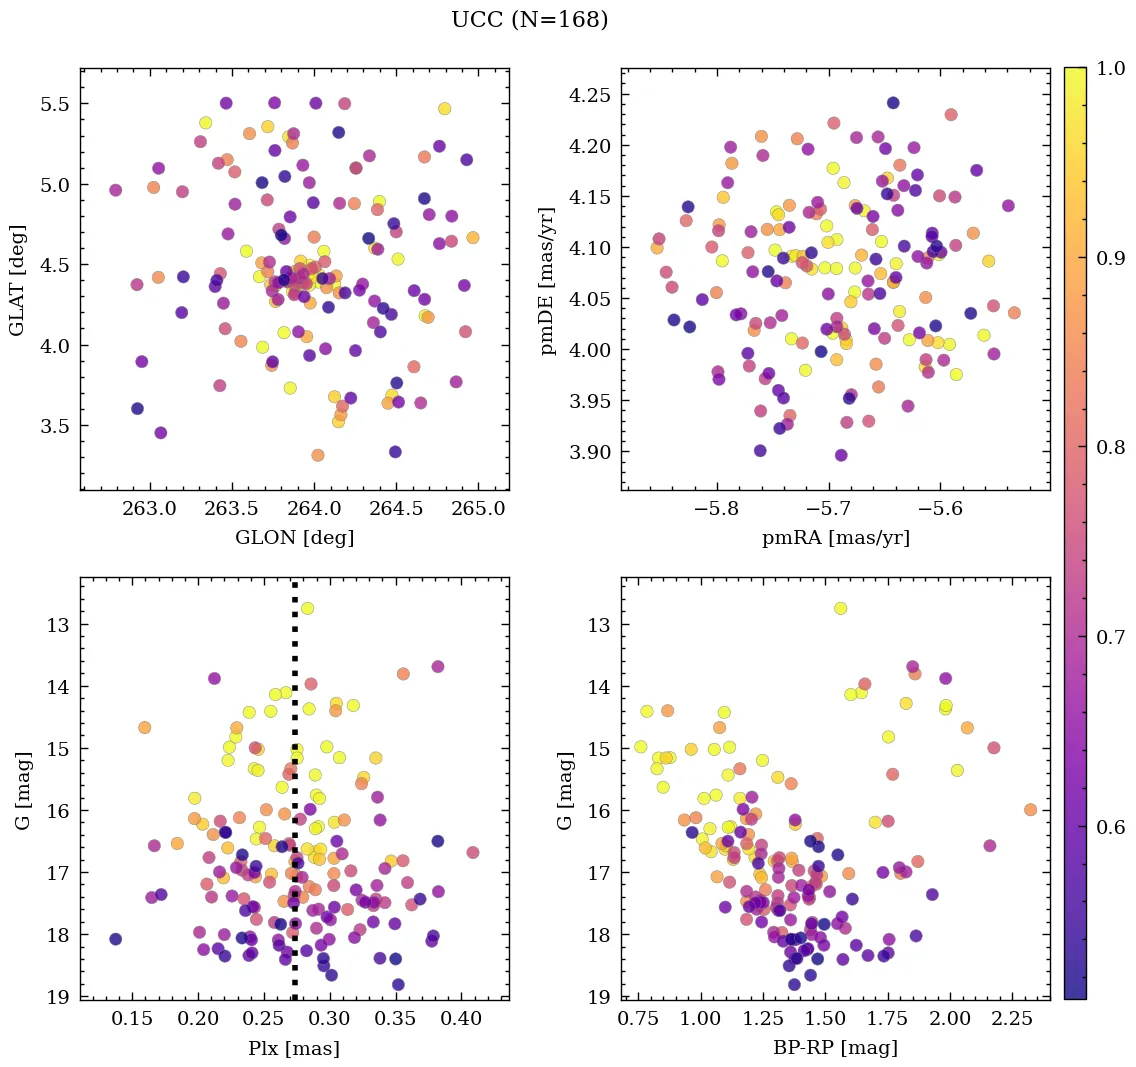 UCC (N=168)
5.5
5.0
4.5
4.0
3.5
GLAT [deg]
263.0 263.5 264.0 264.5 265.0
GLON [deg]
4.25
4.20
4.15
4.10
4.05
4.00
3.95
3.90
pmDE [mas/yr]
−5.8 −5.7 −5.6
pmRA [mas/yr]
1.0
0.9
0.8
0.7
0.6
13
14
15
16
17
18
19
G [mag]
0.15 0.20 0.25 0.30 0.35 0.40
Plx [mas]
13
14
15
16
17
18
19
G [mag]
0.75 1.00 1.25 1.50 1.75 2.00 2.25
BP-RP [mag]